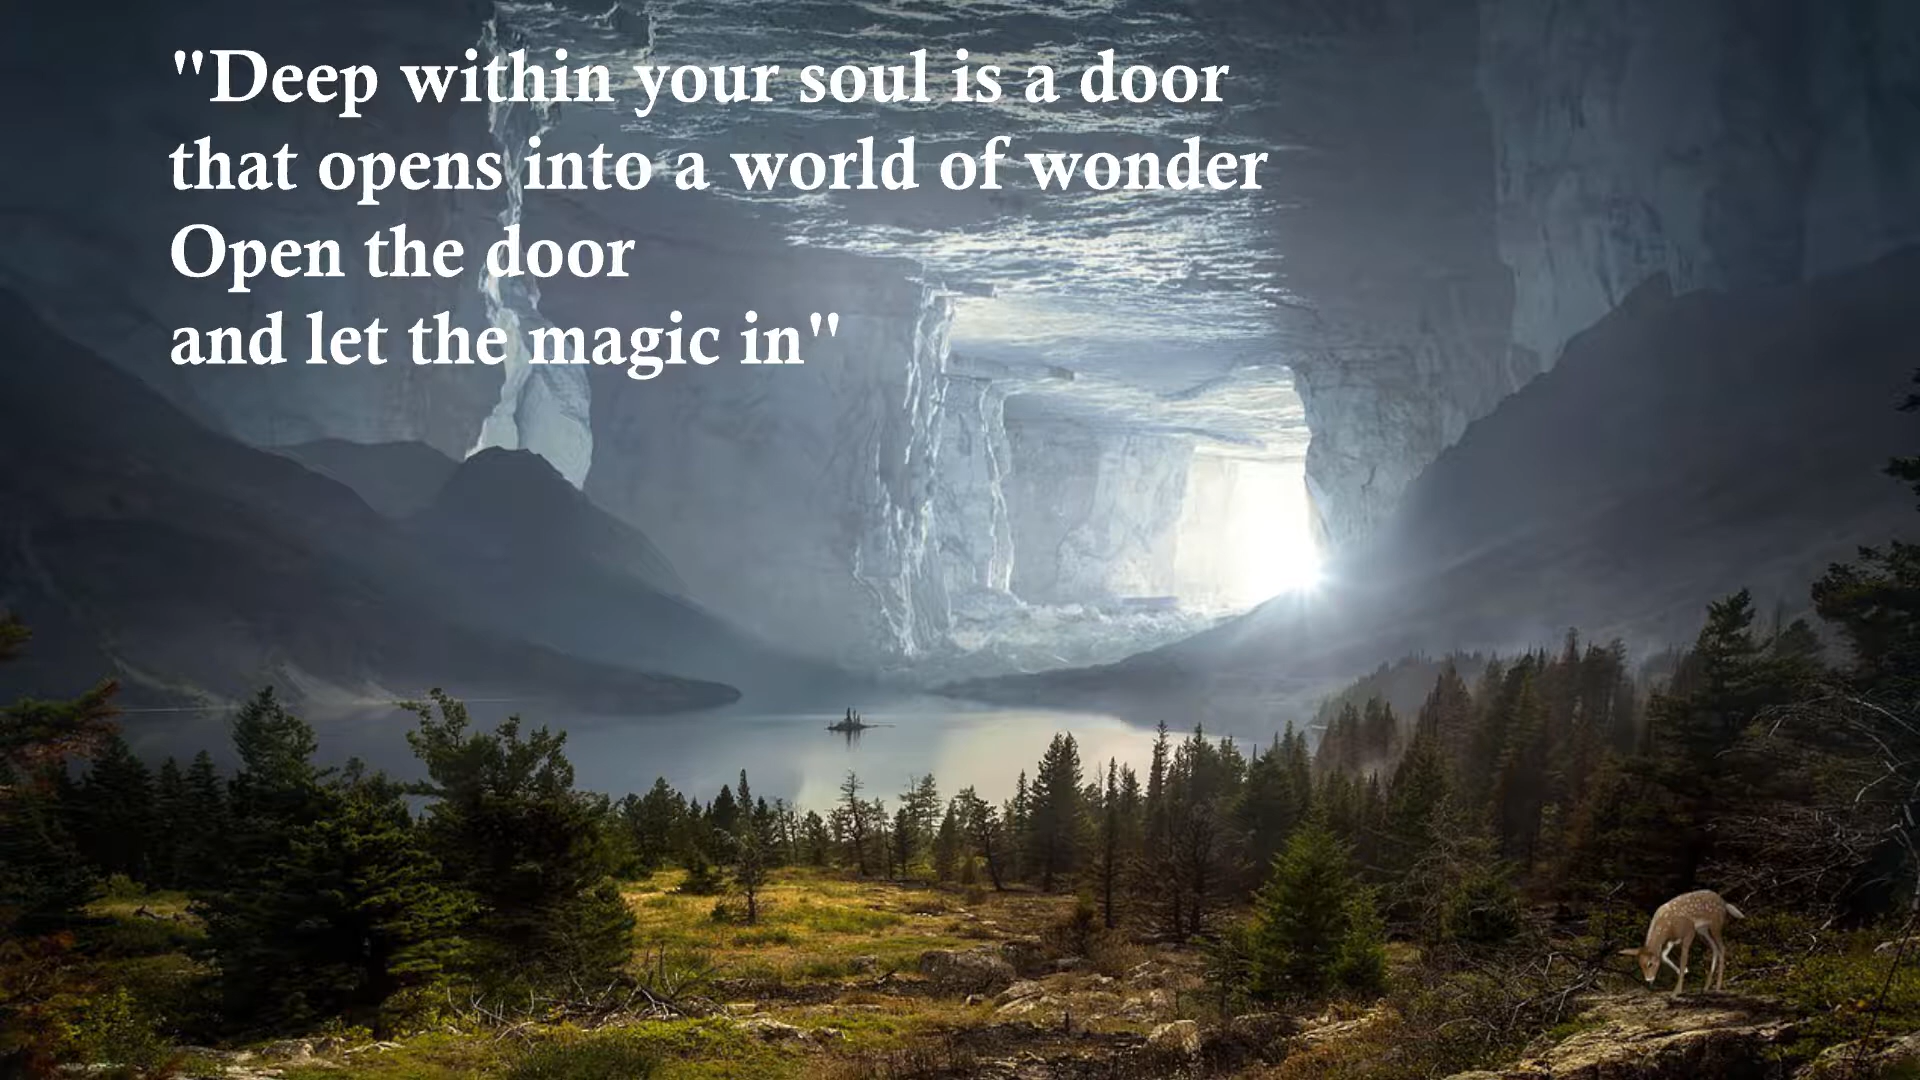 "Deep within your soul is a door
that opens into a world of wonder
Open the door
and let the magic in"